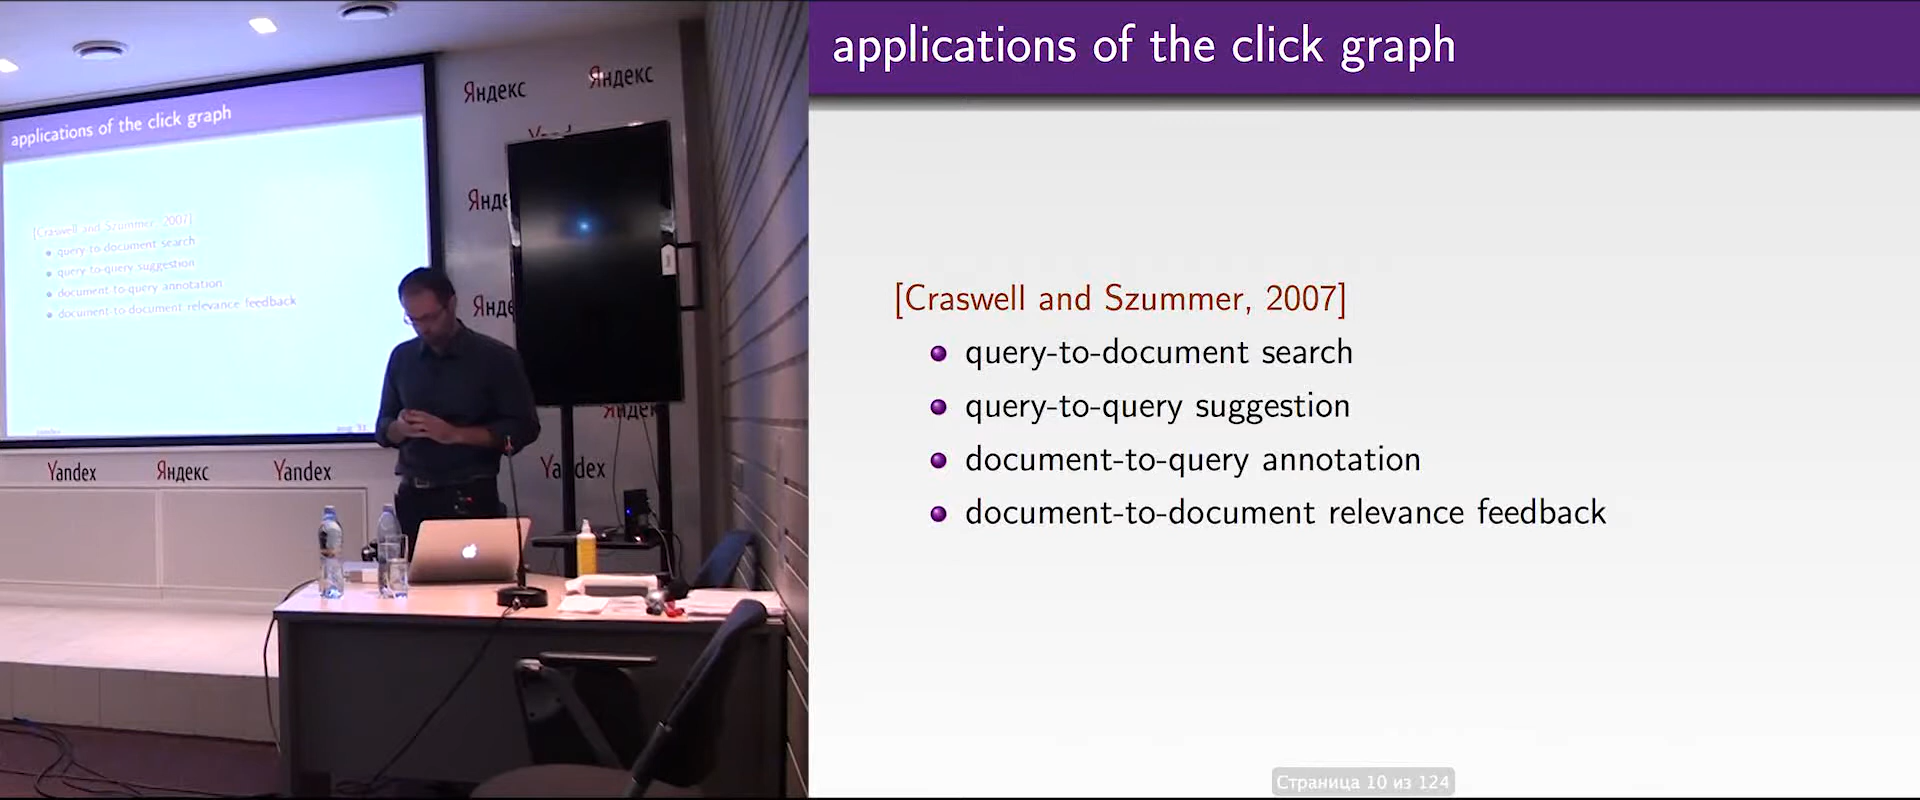 applications of the click graph
[Craswell and Szummer, 2007]
query-to-document search
query-to-query suggestion
document-to-query annotation
document-to-document relevance feedback
Яндекс
Яндекс
Яндекс
Yandex
Яндекс
Yandex
Yandex
applications of the click graph
[Craswell and Szummer, 2007]
• query-to-document search
• query-to-query suggestion
• document-to-query annotation
• document-to-document relevance feedback
Страница 10 из 124